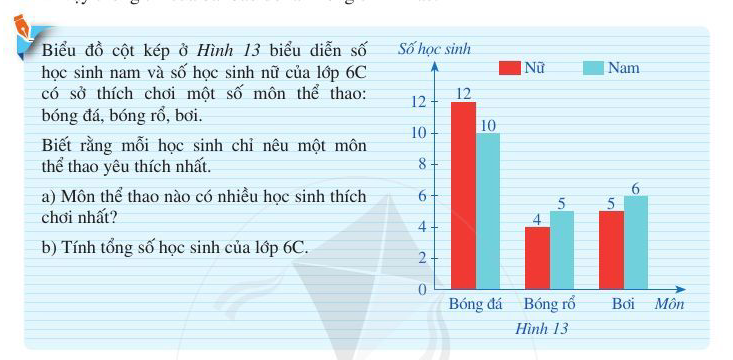 Biểu đồ cột kép ở Hình 13 biểu diễn số
học sinh nam và số học sinh nữ của lớp 6C
có sở thích chơi một số môn thể thao:
bóng đá, bóng rổ, bơi.
Biết rằng mỗi học sinh chỉ nêu một môn
thể thao yêu thích nhất.
a) Môn thể thao nào có nhiều học sinh thích
chơi nhất?
b) Tính tổng số học sinh của lớp 6C.
Số học sinh
Nữ
Nam
12
10
8
6
4
2
0
12
10
4
5
5
6
Bóng đá
Bóng rổ
Bơi
Môn
Hình 13